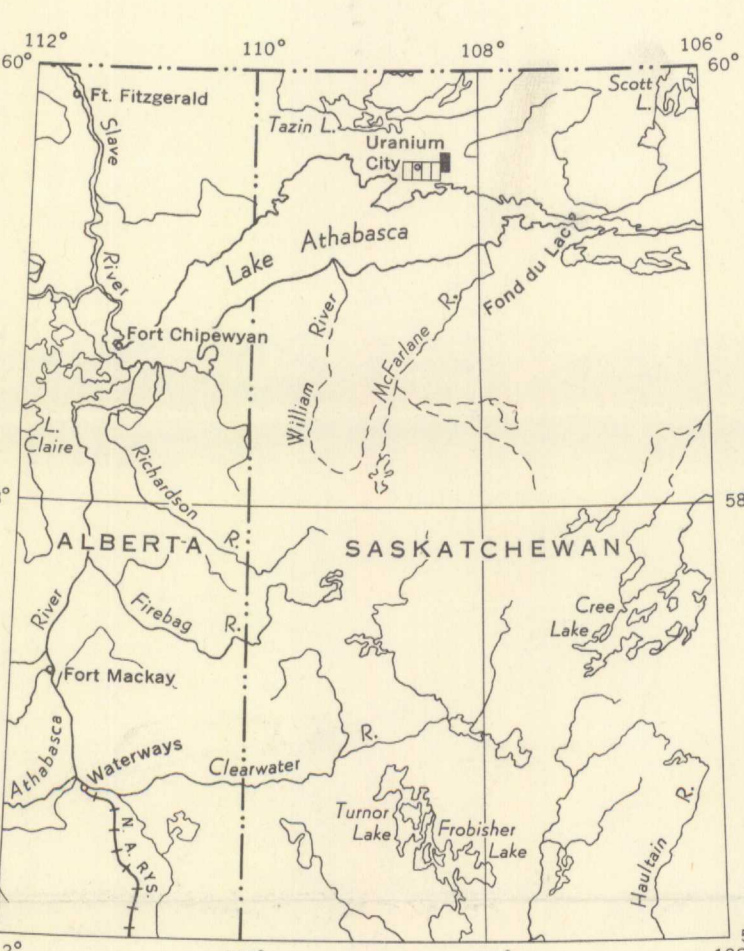 112°
110°
108°
106°
60°
60°
Ft. Fitzgerald
Scott
L.
Tazin L.
Uranium
City
Slave
River
Lake Athabasca
Fond du Lac
Fort Chipewyan
William River
McFarlane R.
L.
Claire
Richardson R.
58
ALBERTA
SASKATCHEWAN
River
Firebag R.
Cree
Lake
Fort Mackay
Athabasca
Waterways
Clearwater R.
Turnor
Lake
Frobisher
Lake
Haultain R.
N. A. RYS.